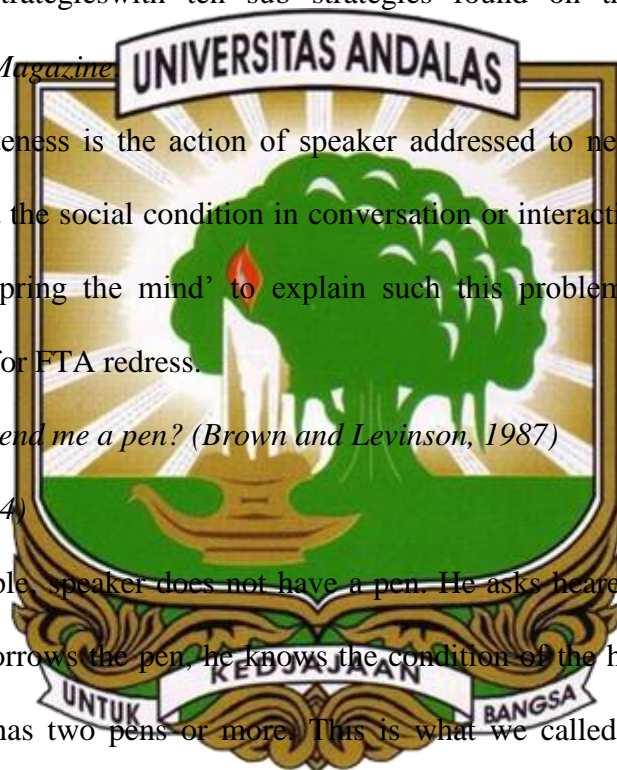 strategieswith ten sub strategies found on th
Magazine.
UNIVERSITAS ANDALAS
teness is the action of speaker addressed to ne
the social condition in conversation or interacti
pring the mind’ to explain such this problem
for FTA redress.
end me a pen? (Brown and Levinson, 1987)
4)
ple, speaker does not have a pen. He asks heare
orrows the pen, he knows the condition of the h
UNTUK KEDJAJAAN BANGSA
has two pens or more. This is what we called